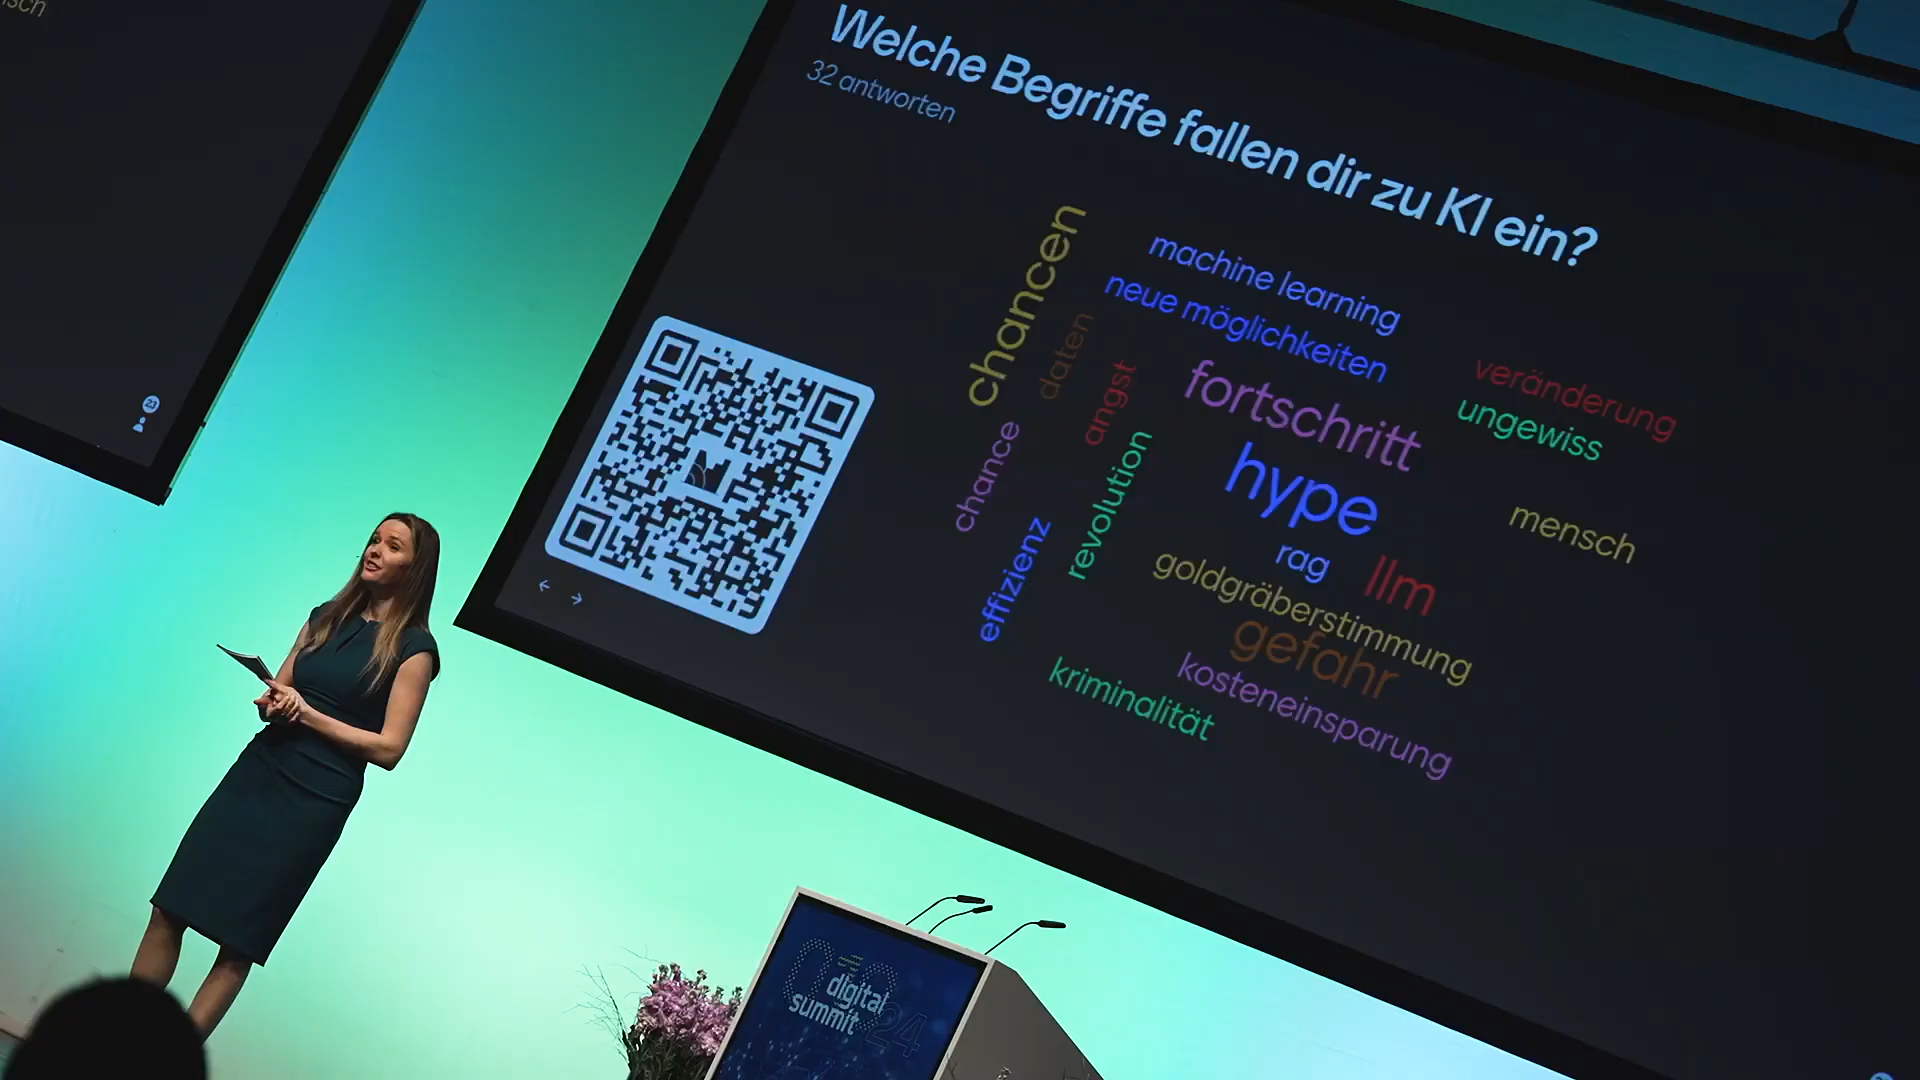 Welche Begriffe fallen dir zu KI ein?
32 antworten
chancen
machine learning
neue möglichkeiten
daten
angst
fortschritt
veränderung
ungewiss
chance
revolution
hype
mensch
effizienz
rag
llm
goldgräberstimmung
gefahr
kriminalität
kosteneinsparung
digital
summit
24